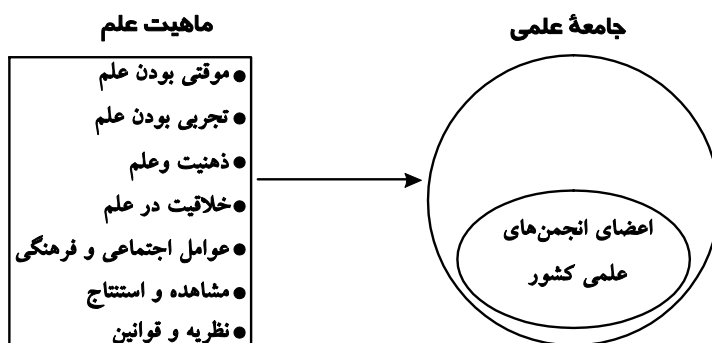 جامعهٔ علمی
ماهیت علم
● موقتی بودن علم
● تجربی بودن علم
● ذهنیت وعلم
● خلاقیت در علم
● عوامل اجتماعی و فرهنگی
● مشاهده و استنتاج
● نظریه و قوانین
اعضای انجمن‌های
علمی کشور